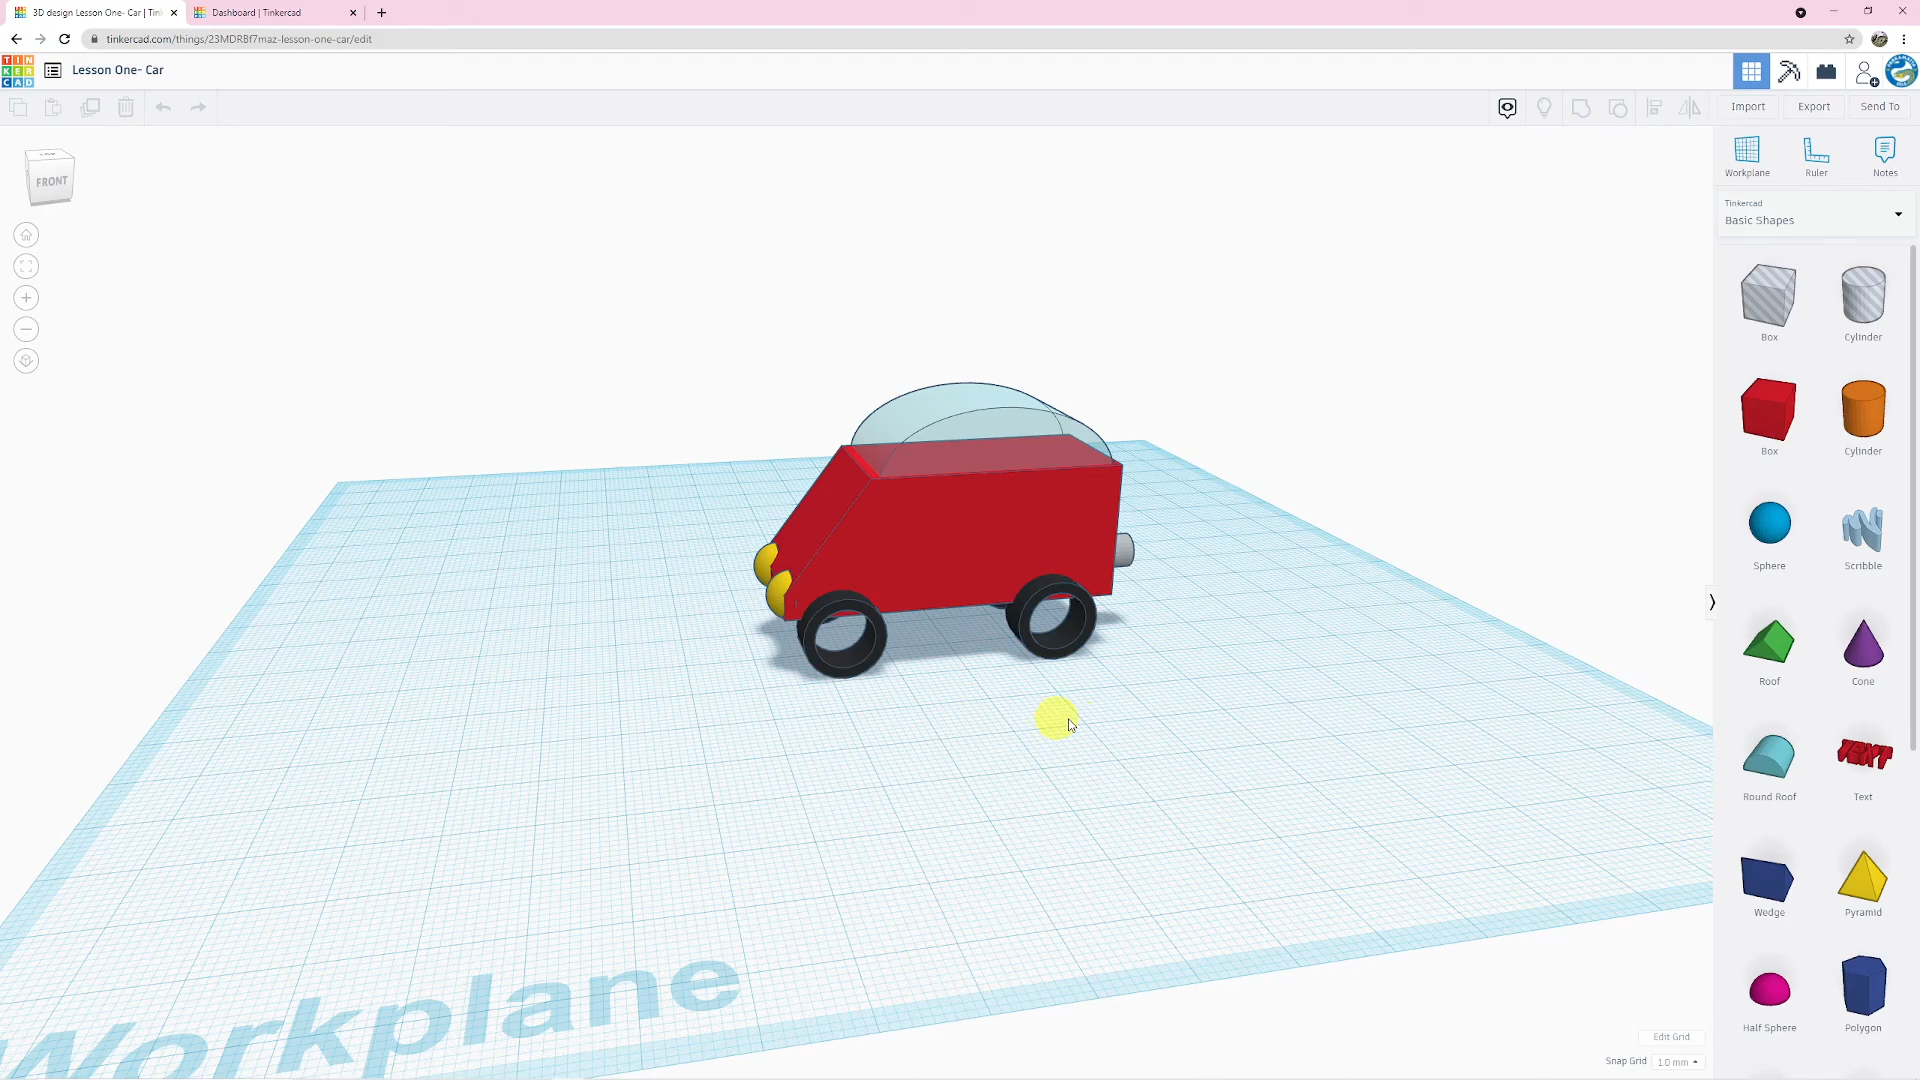 3D design Lesson One- Car | Tin
Dashboard | Tinkercad
tinkercad.com/things/23MDRBf7maz-lesson-one-car/edit
TIN
KER
CAD
Lesson One- Car
Import
Export
Send To
FRONT
Workplane
Ruler
Notes
Tinkercad
Basic Shapes
Box
Cylinder
Box
Cylinder
Sphere
Scribble
Roof
Cone
Round Roof
TEXT
Text
Wedge
Pyramid
Half Sphere
Polygon
Workplane
Edit Grid
Snap Grid
1.0 mm